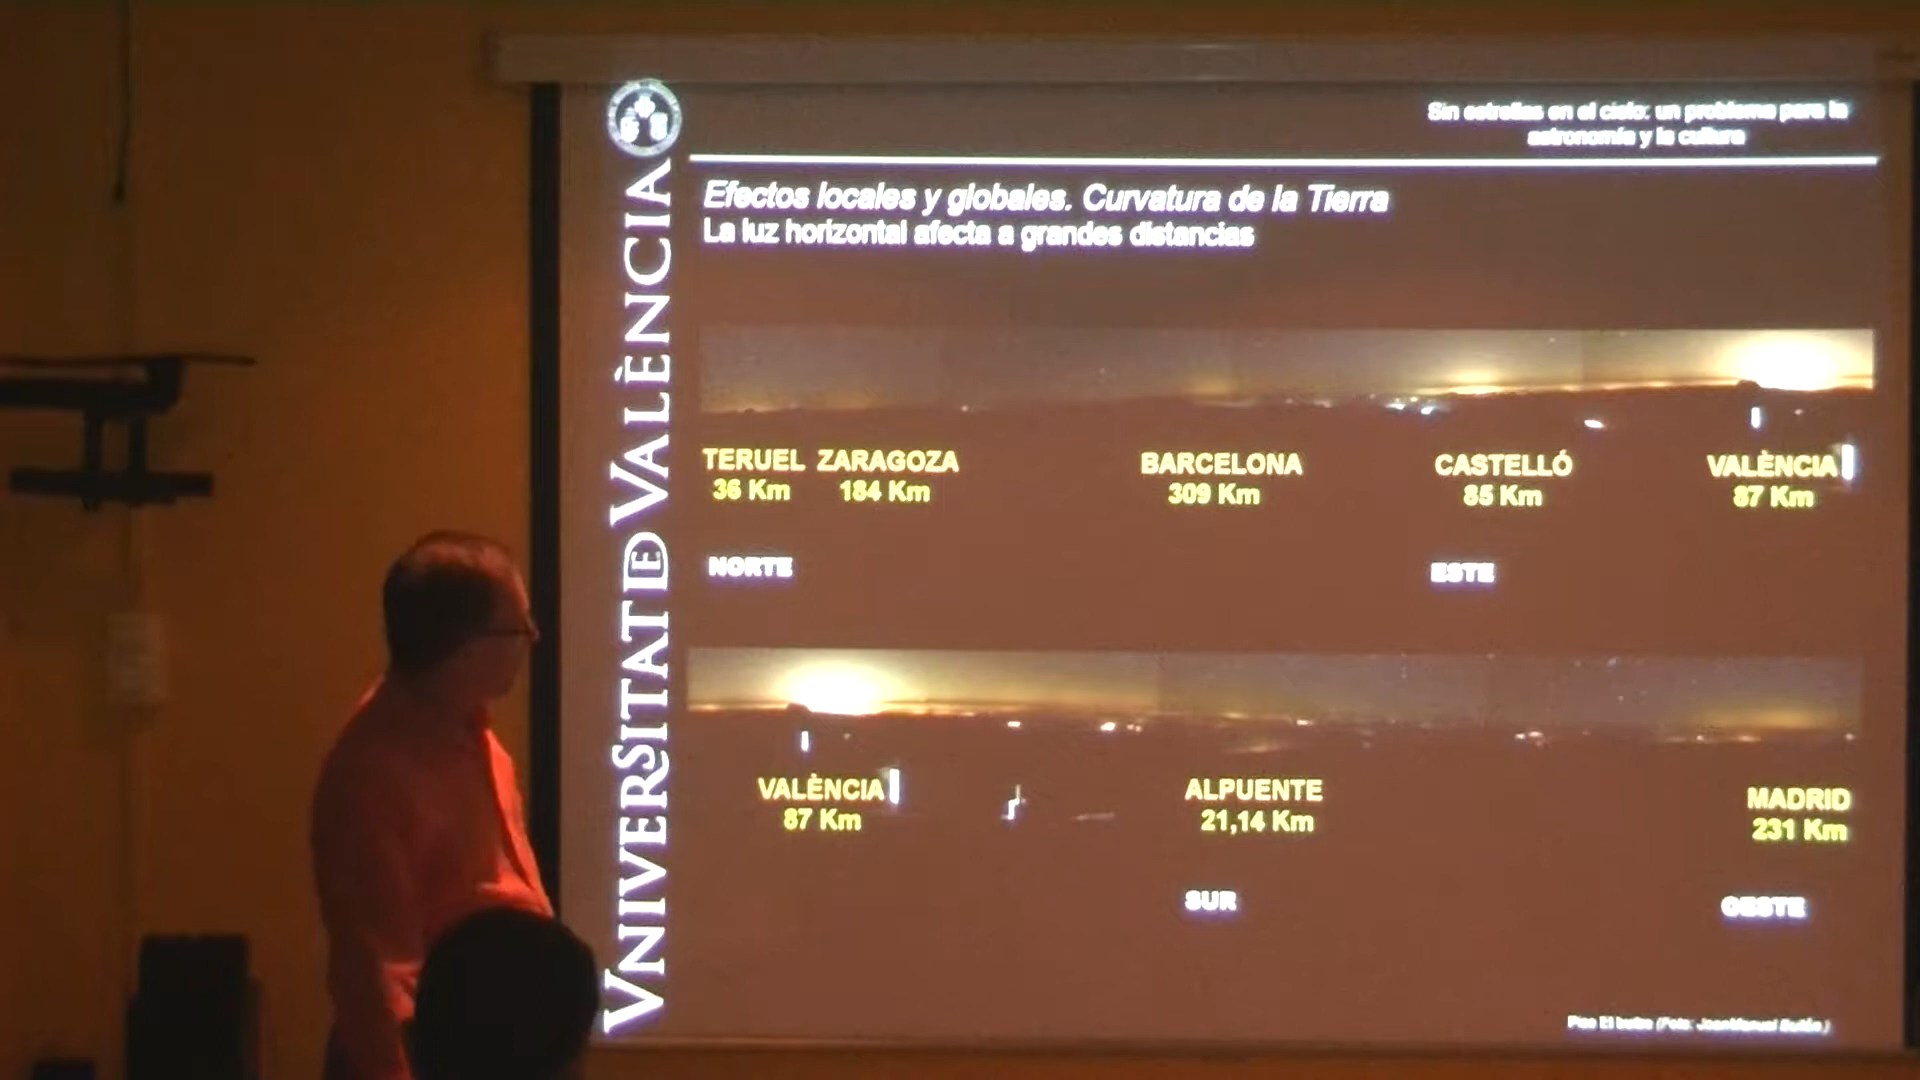 VNIVERSITATD E VALÈNCIA
Sin estrellas en el cielo: un problema para la
astronomía y la cultura
Efectos locales y globales. Curvatura de la Tierra
La luz horizontal afecta a grandes distancias
TERUEL ZARAGOZA BARCELONA CASTELLÓ VALÈNCIA
36 Km 184 Km 309 Km 85 Km 87 Km
NORTE ESTE
VALÈNCIA ALPUENTE MADRID
87 Km 21,14 Km 231 Km
SUR OESTE
(Foto: